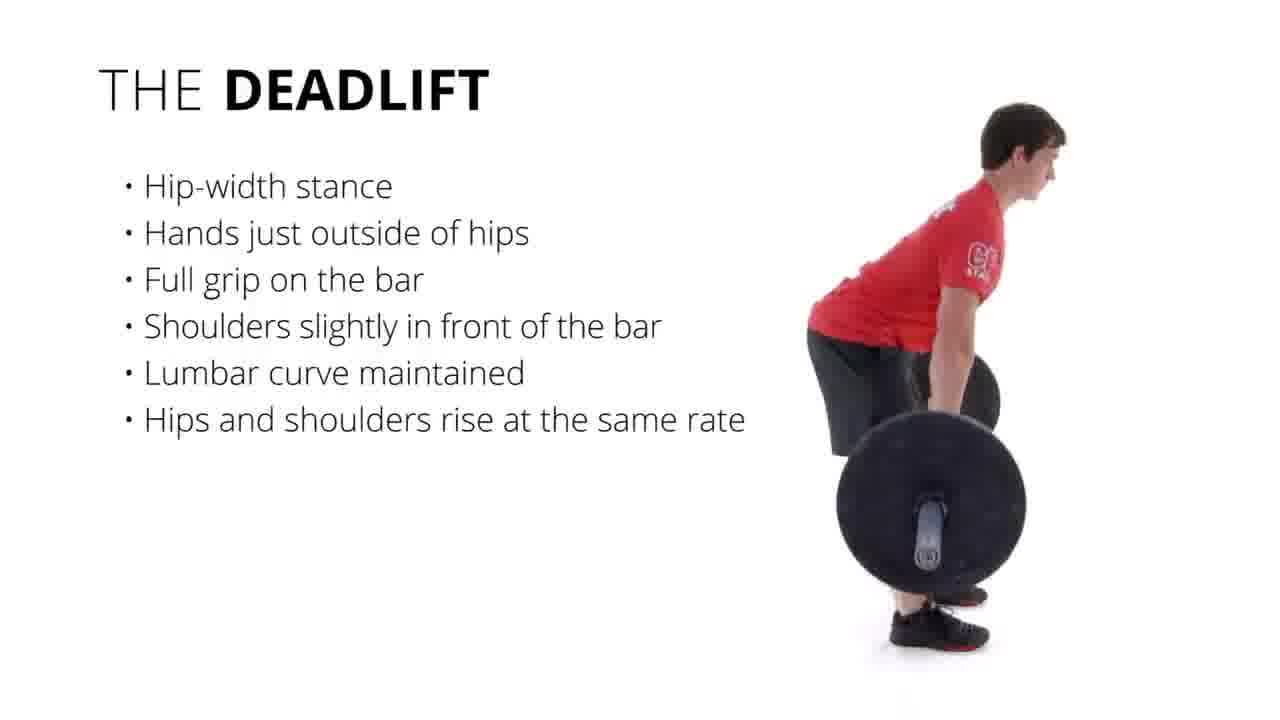 THE DEADLIFT
• Hip-width stance
• Hands just outside of hips
• Full grip on the bar
• Shoulders slightly in front of the bar
• Lumbar curve maintained
• Hips and shoulders rise at the same rate